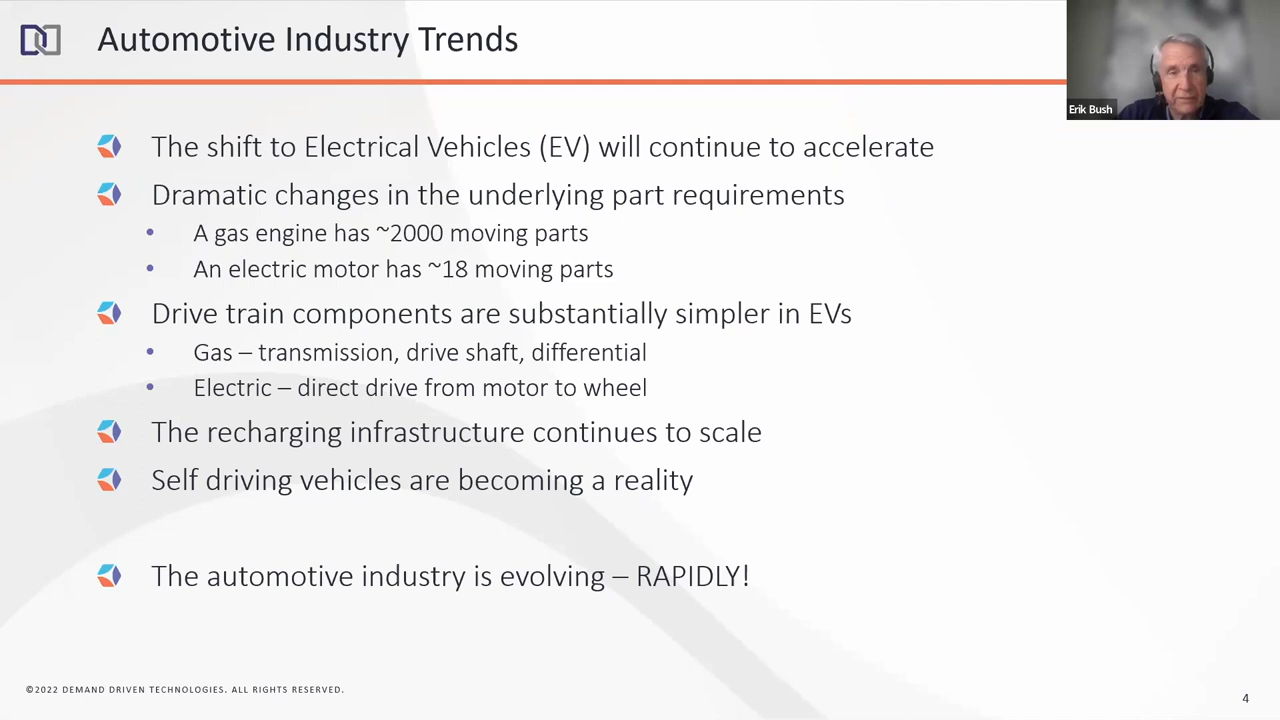 Automotive Industry Trends
Erik Bush
The shift to Electrical Vehicles (EV) will continue to accelerate
Dramatic changes in the underlying part requirements
• A gas engine has ~2000 moving parts
• An electric motor has ~18 moving parts
Drive train components are substantially simpler in EVs
• Gas – transmission, drive shaft, differential
• Electric – direct drive from motor to wheel
The recharging infrastructure continues to scale
Self driving vehicles are becoming a reality
The automotive industry is evolving – RAPIDLY!
©2022 DEMAND DRIVEN TECHNOLOGIES. ALL RIGHTS RESERVED.
4